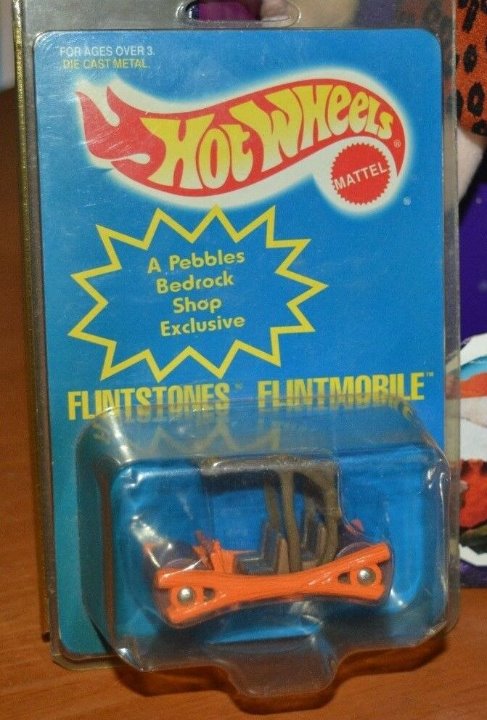 FOR AGES OVER 3.
DIE CAST METAL.
HOT WHEELS®
MATTEL
®
A Pebbles
Bedrock
Shop
Exclusive
FLINTSTONES™ FLINTMOBILE™